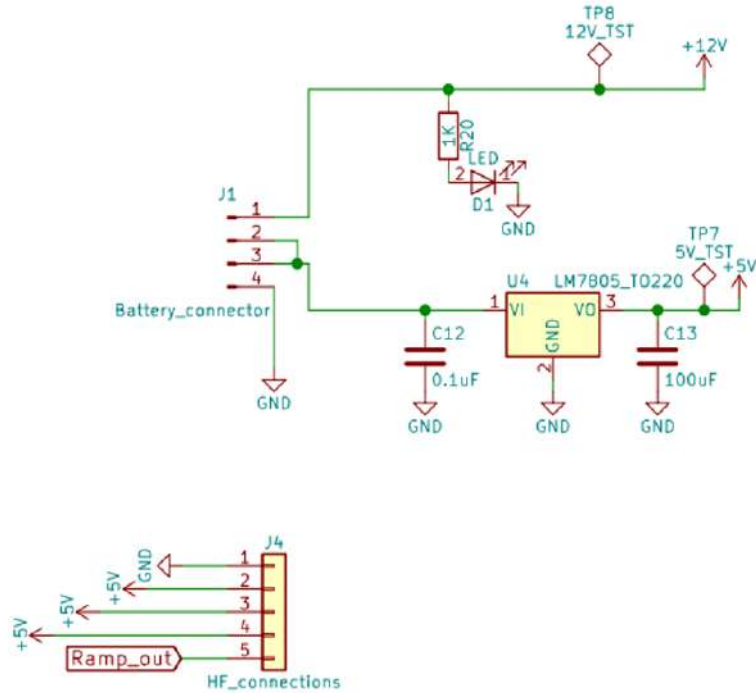 TP8
12V_TST
+12V
1K
R20
LED
2
1
D1
GND
J1
1
2
3
4
Battery_connector
GND
TP7
5V_TST
+5V
U4
LM7805_TO220
1
VI
VO
3
GND
2
C12
0.1uF
C13
100uF
GND
GND
GND
J4
GND
1
+5V
2
+5V
3
+5V
4
Ramp_out
5
HF_connections